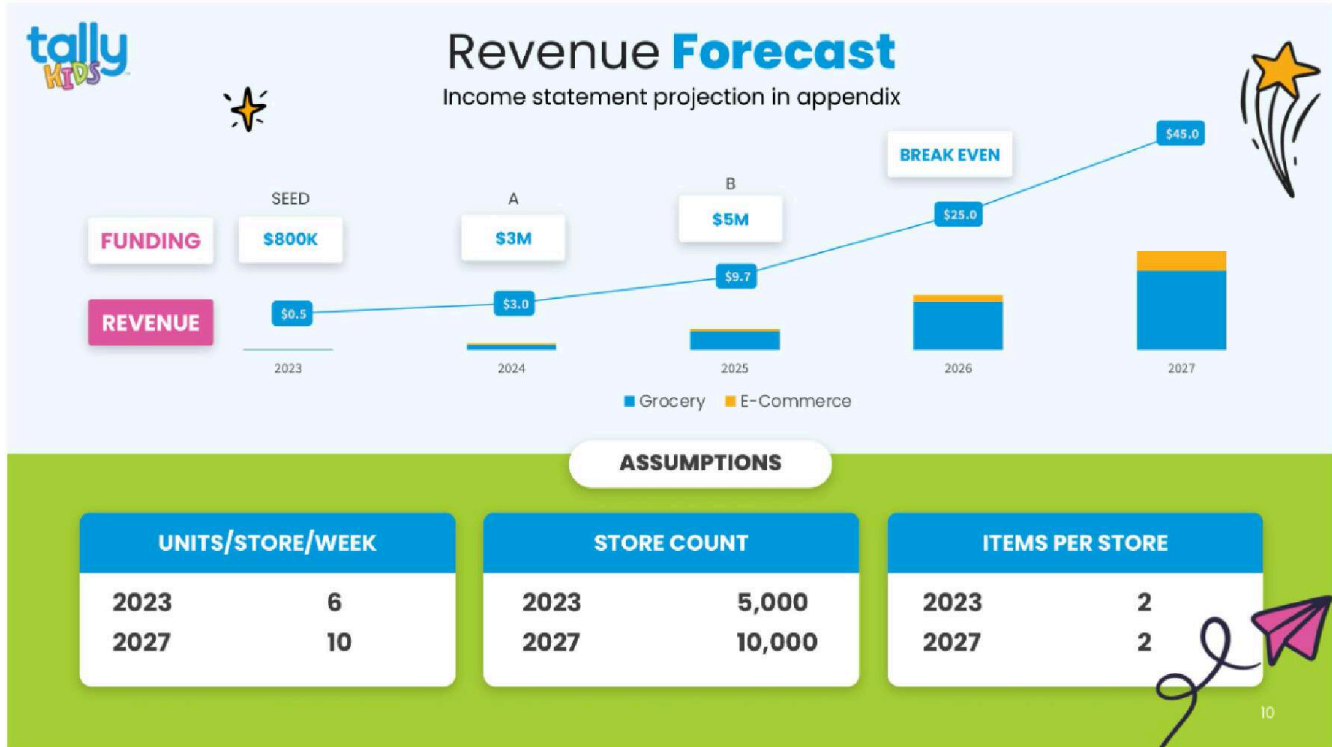 tally
KIDS
Revenue Forecast
Income statement projection in appendix
SEED
A
B
BREAK EVEN
FUNDING
$800K
$3M
$5M
REVENUE
$0.5
$3.0
$9.7
$25.0
$45.0
2023
2024
2025
2026
2027
Grocery
E-Commerce
ASSUMPTIONS
UNITS/STORE/WEEK
2023 6
2027 10
STORE COUNT
2023 5,000
2027 10,000
ITEMS PER STORE
2023 2
2027 2
10